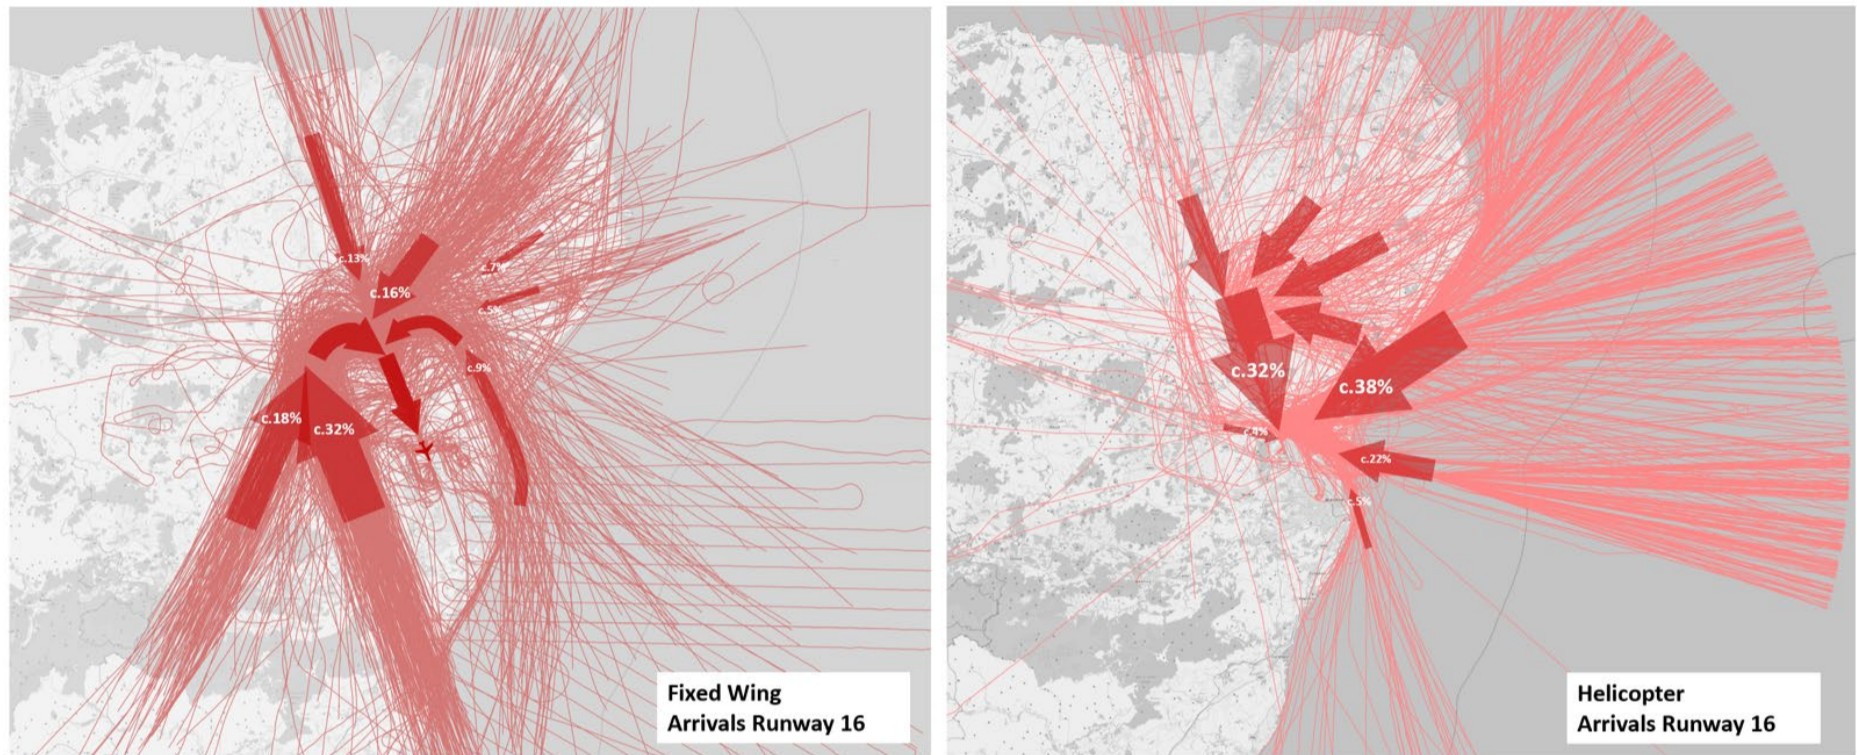 c.13%
c.16%
c.7%
c.5%
c.9%
c.18%
c.32%
Fixed Wing
Arrivals Runway 16
c.32%
c.38%
c.4%
c.22%
c.5%
Helicopter
Arrivals Runway 16